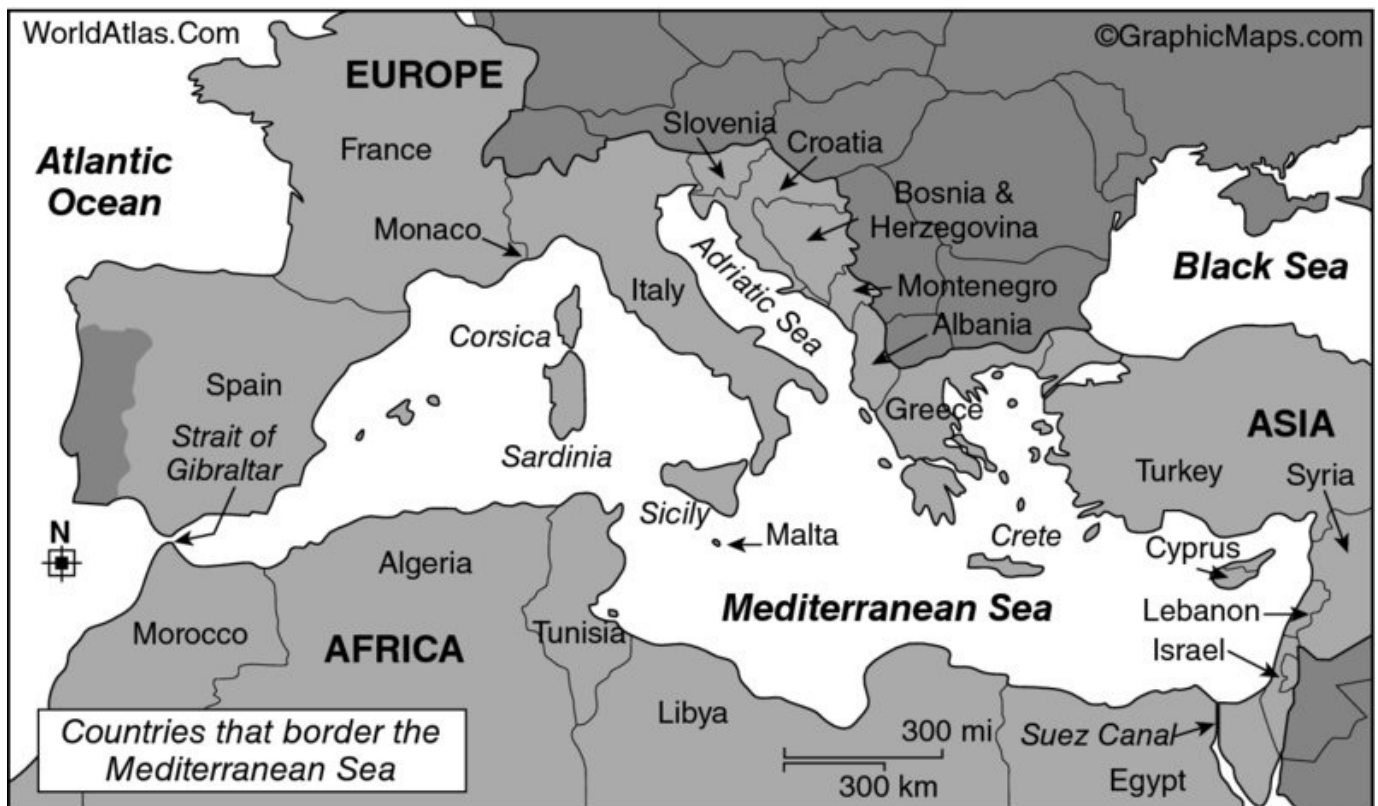 WorldAtlas.Com
©GraphicMaps.com
EUROPE
Slovenia
Croatia
France
Atlantic
Ocean
Bosnia &
Herzegovina
Monaco
Adriatic Sea
Black Sea
Italy
Montenegro
Corsica
Albania
Spain
Greece
ASIA
Strait of
Gibraltar
Sardinia
Turkey
Syria
Sicily
N
Malta
Crete
Cyprus
Algeria
Mediterranean Sea
Lebanon
Morocco
AFRICA
Tunisia
Israel
Libya
Countries that border the
Mediterranean Sea
300 mi
300 km
Suez Canal
Egypt